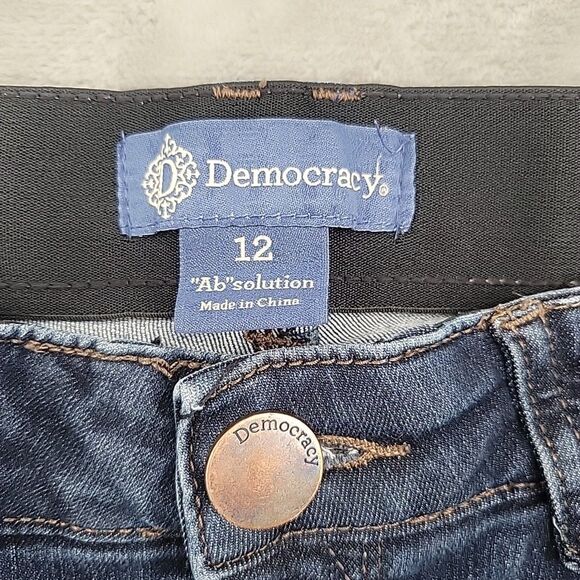 D Democracy®
12
"Ab"solution
Made in China
Democracy